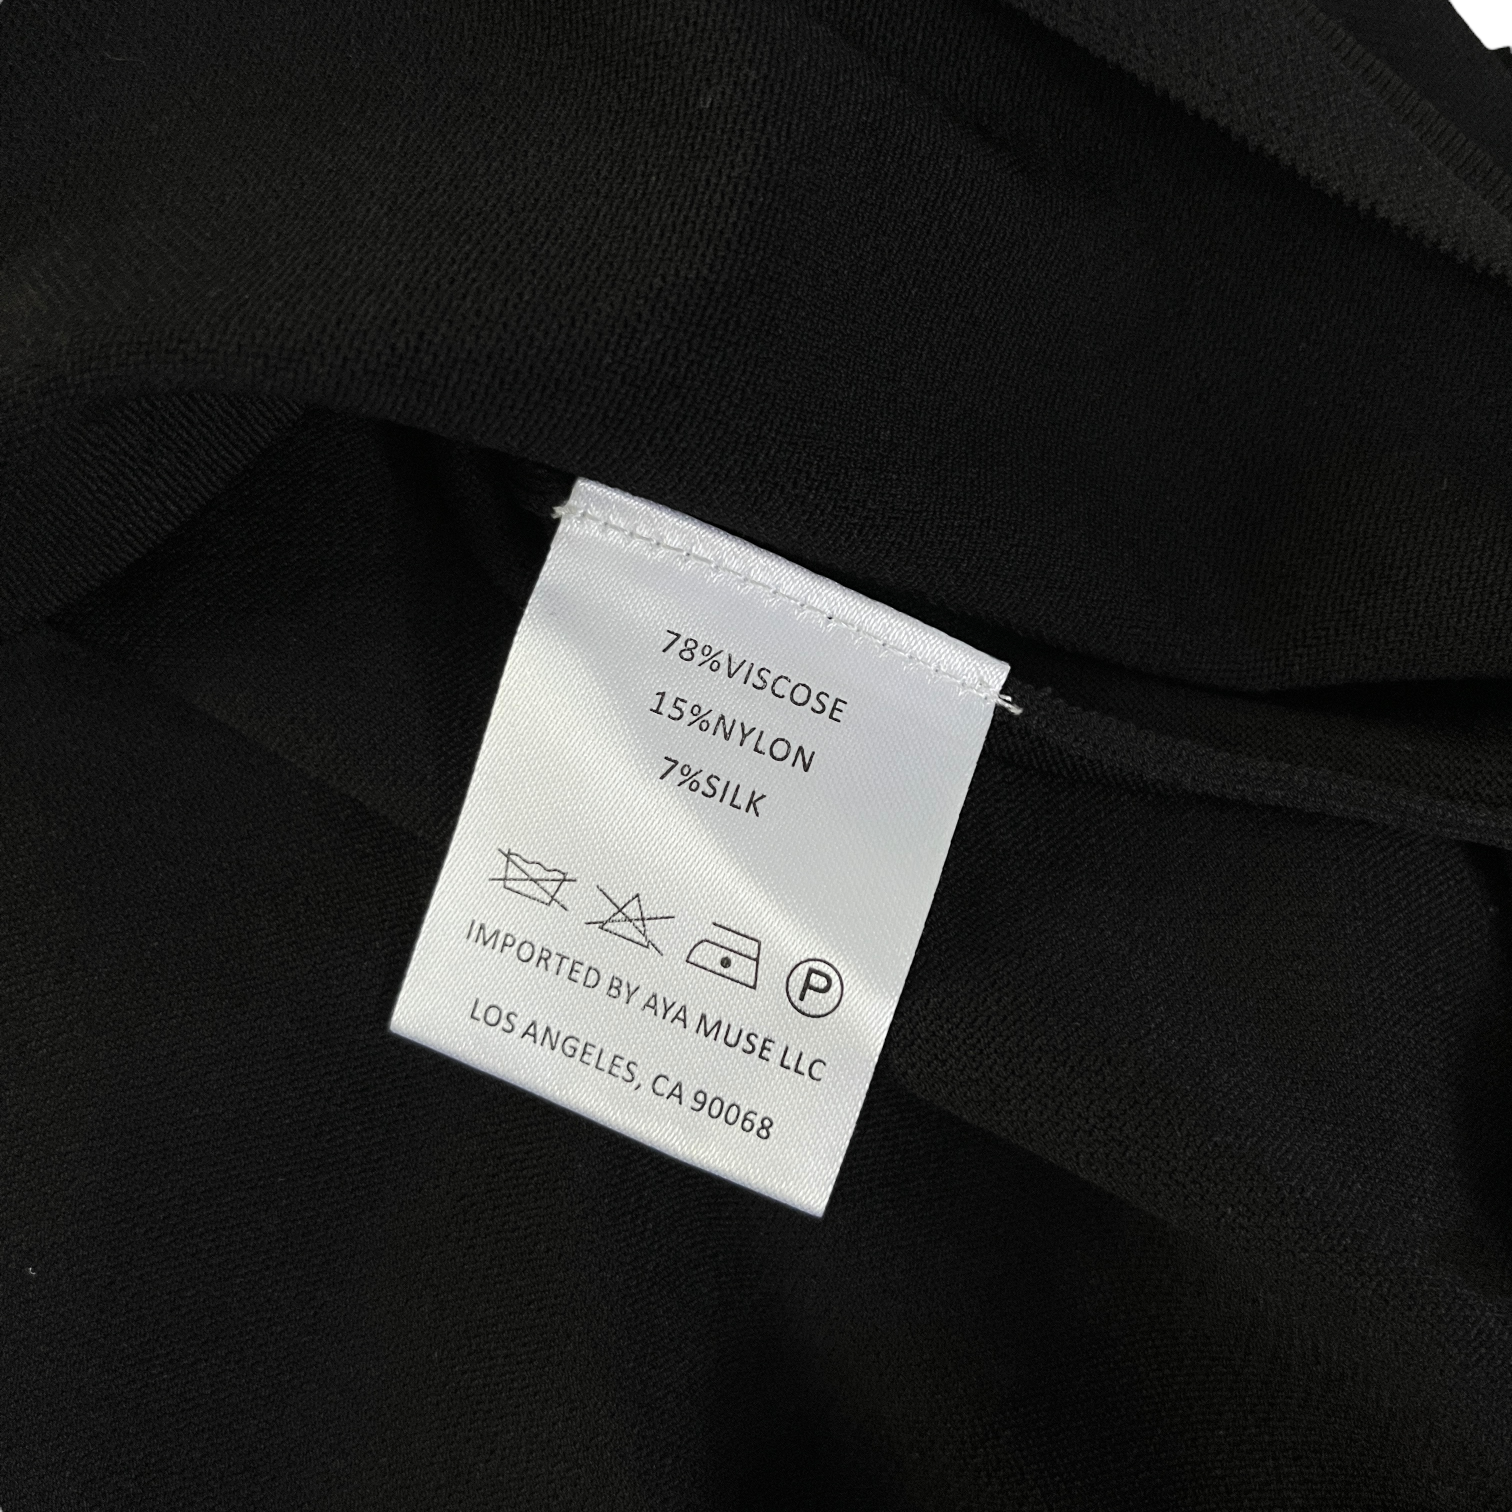 78%VISCOSE
15%NYLON
7%SILK
P
IMPORTED BY AYA MUSE LLC
LOS ANGELES, CA 90068